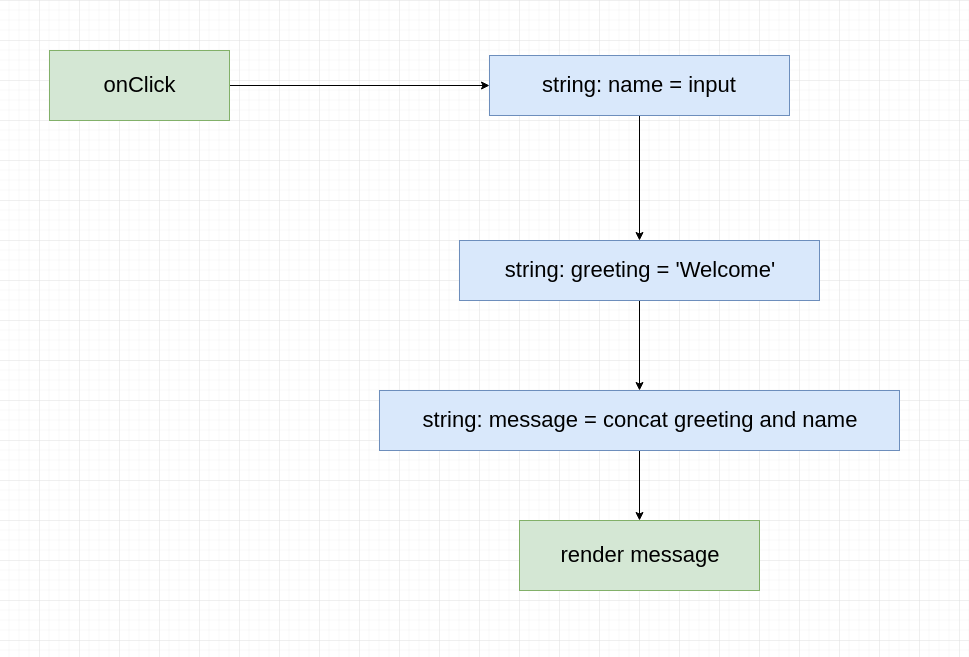 onClick
string: name = input
string: greeting = 'Welcome'
string: message = concat greeting and name
render message